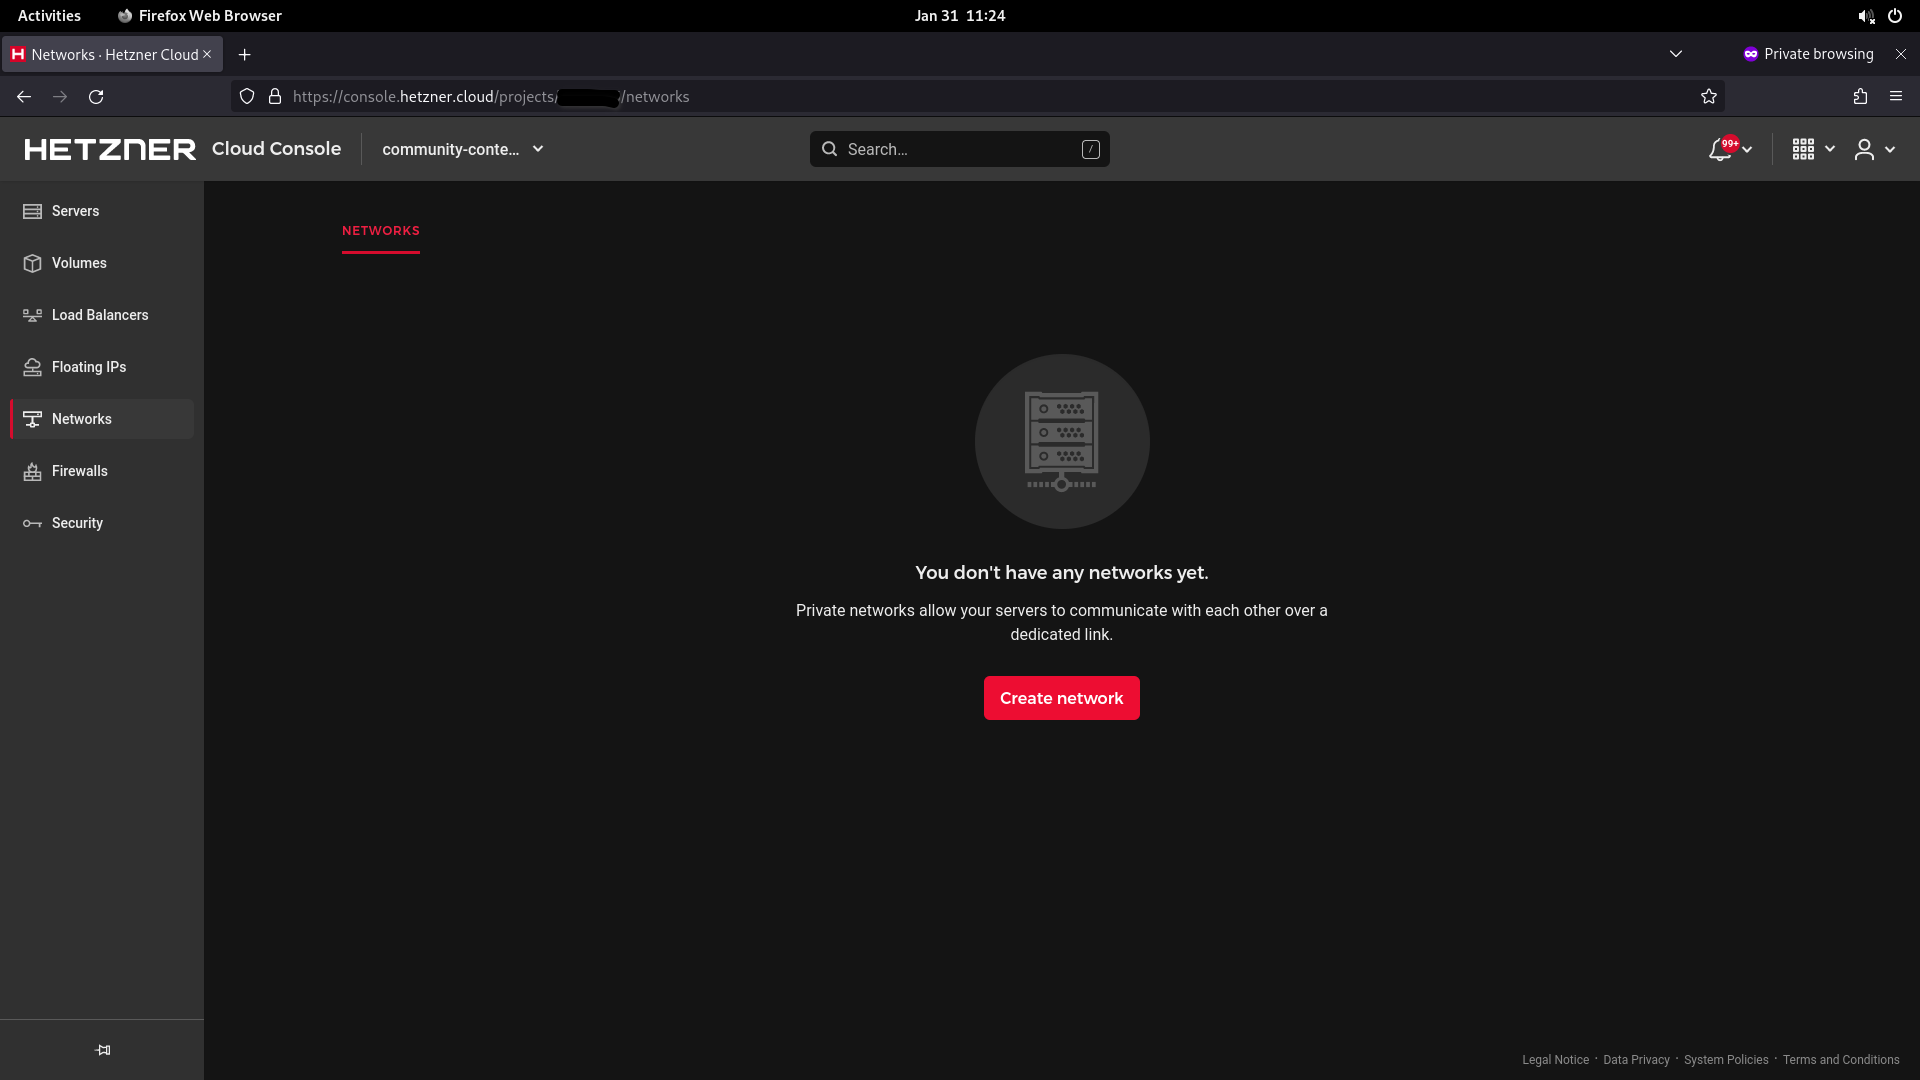 Activities Firefox Web Browser Jan 31 11:24
Networks · Hetzner Cloud Private browsing
https://console.hetzner.cloud/projects/ /networks
HETZNER Cloud Console community-conte... Search... / 99+
Servers
Volumes
Load Balancers
Floating IPs
Networks
Firewalls
Security
NETWORKS
You don't have any networks yet.
Private networks allow your servers to communicate with each other over a
dedicated link.
Create network
Legal Notice · Data Privacy · System Policies · Terms and Conditions